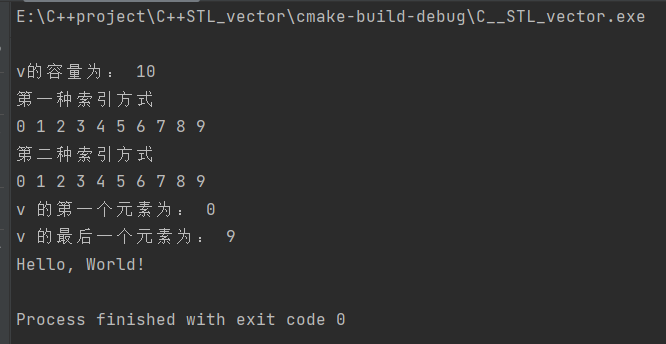 E:\C++project\C++STL_vector\cmake-build-debug\C__STL_vector.exe
v的容量为： 10
第一种索引方式
0 1 2 3 4 5 6 7 8 9
第二种索引方式
0 1 2 3 4 5 6 7 8 9
v 的第一个元素为： 0
v 的最后一个元素为： 9
Hello, World!
Process finished with exit code 0